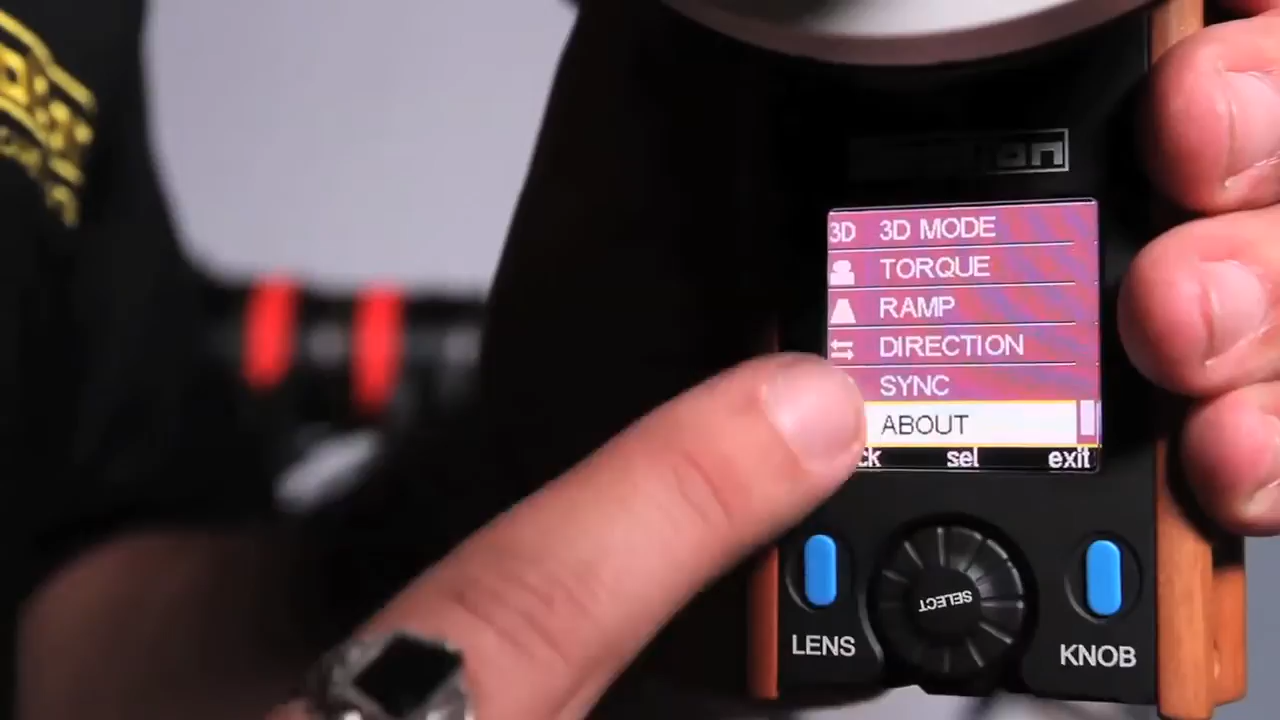 3D 3D MODE
TORQUE
RAMP
DIRECTION
SYNC
ABOUT
sel exit
SELECT
LENS
KNOB